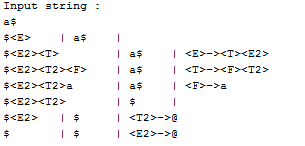 Input string :
a$
$<E> | a$ |
$<E2><T> | a$ | <E>-><T><E2>
$<E2><T2><F> | a$ | <T>-><F><T2>
$<E2><T2>a | a$ | <F>->a
$<E2><T2> | $ |
$<E2> | $ | <T2>->@
$ | $ | <E2>->@